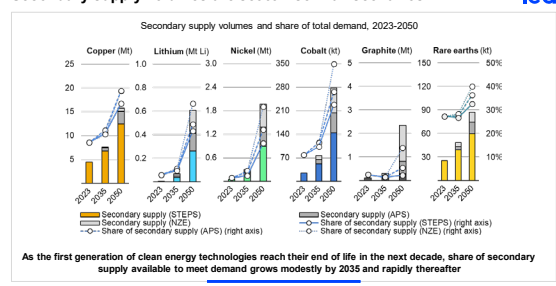 Secondary supply volumes and share of total demand, 2023-2050
Copper (Mt) Lithium (Mt Li) Nickel (Mt) Cobalt (kt) Graphite (Mt) Rare earths (kt)
25 1.0 3.0 350 5 150 50%
20 0.8 2.4 280 4 120 40%
15 0.6 1.8 210 3 90 30%
10 0.4 1.2 140 2 60 20%
5 0.2 0.6 70 1 30 10%
2023 2035 2050 2023 2035 2050 2023 2035 2050 2023 2035 2050 2023 2035 2050 2023 2035 2050
Secondary supply (STEPS) Secondary supply (APS)
Secondary supply (NZE) Share of secondary supply (STEPS) (right axis)
Share of secondary supply (APS) (right axis) Share of secondary supply (NZE) (right axis)
As the first generation of clean energy technologies reach their end of life in the next decade, share of secondary
supply available to meet demand grows modestly by 2035 and rapidly thereafter